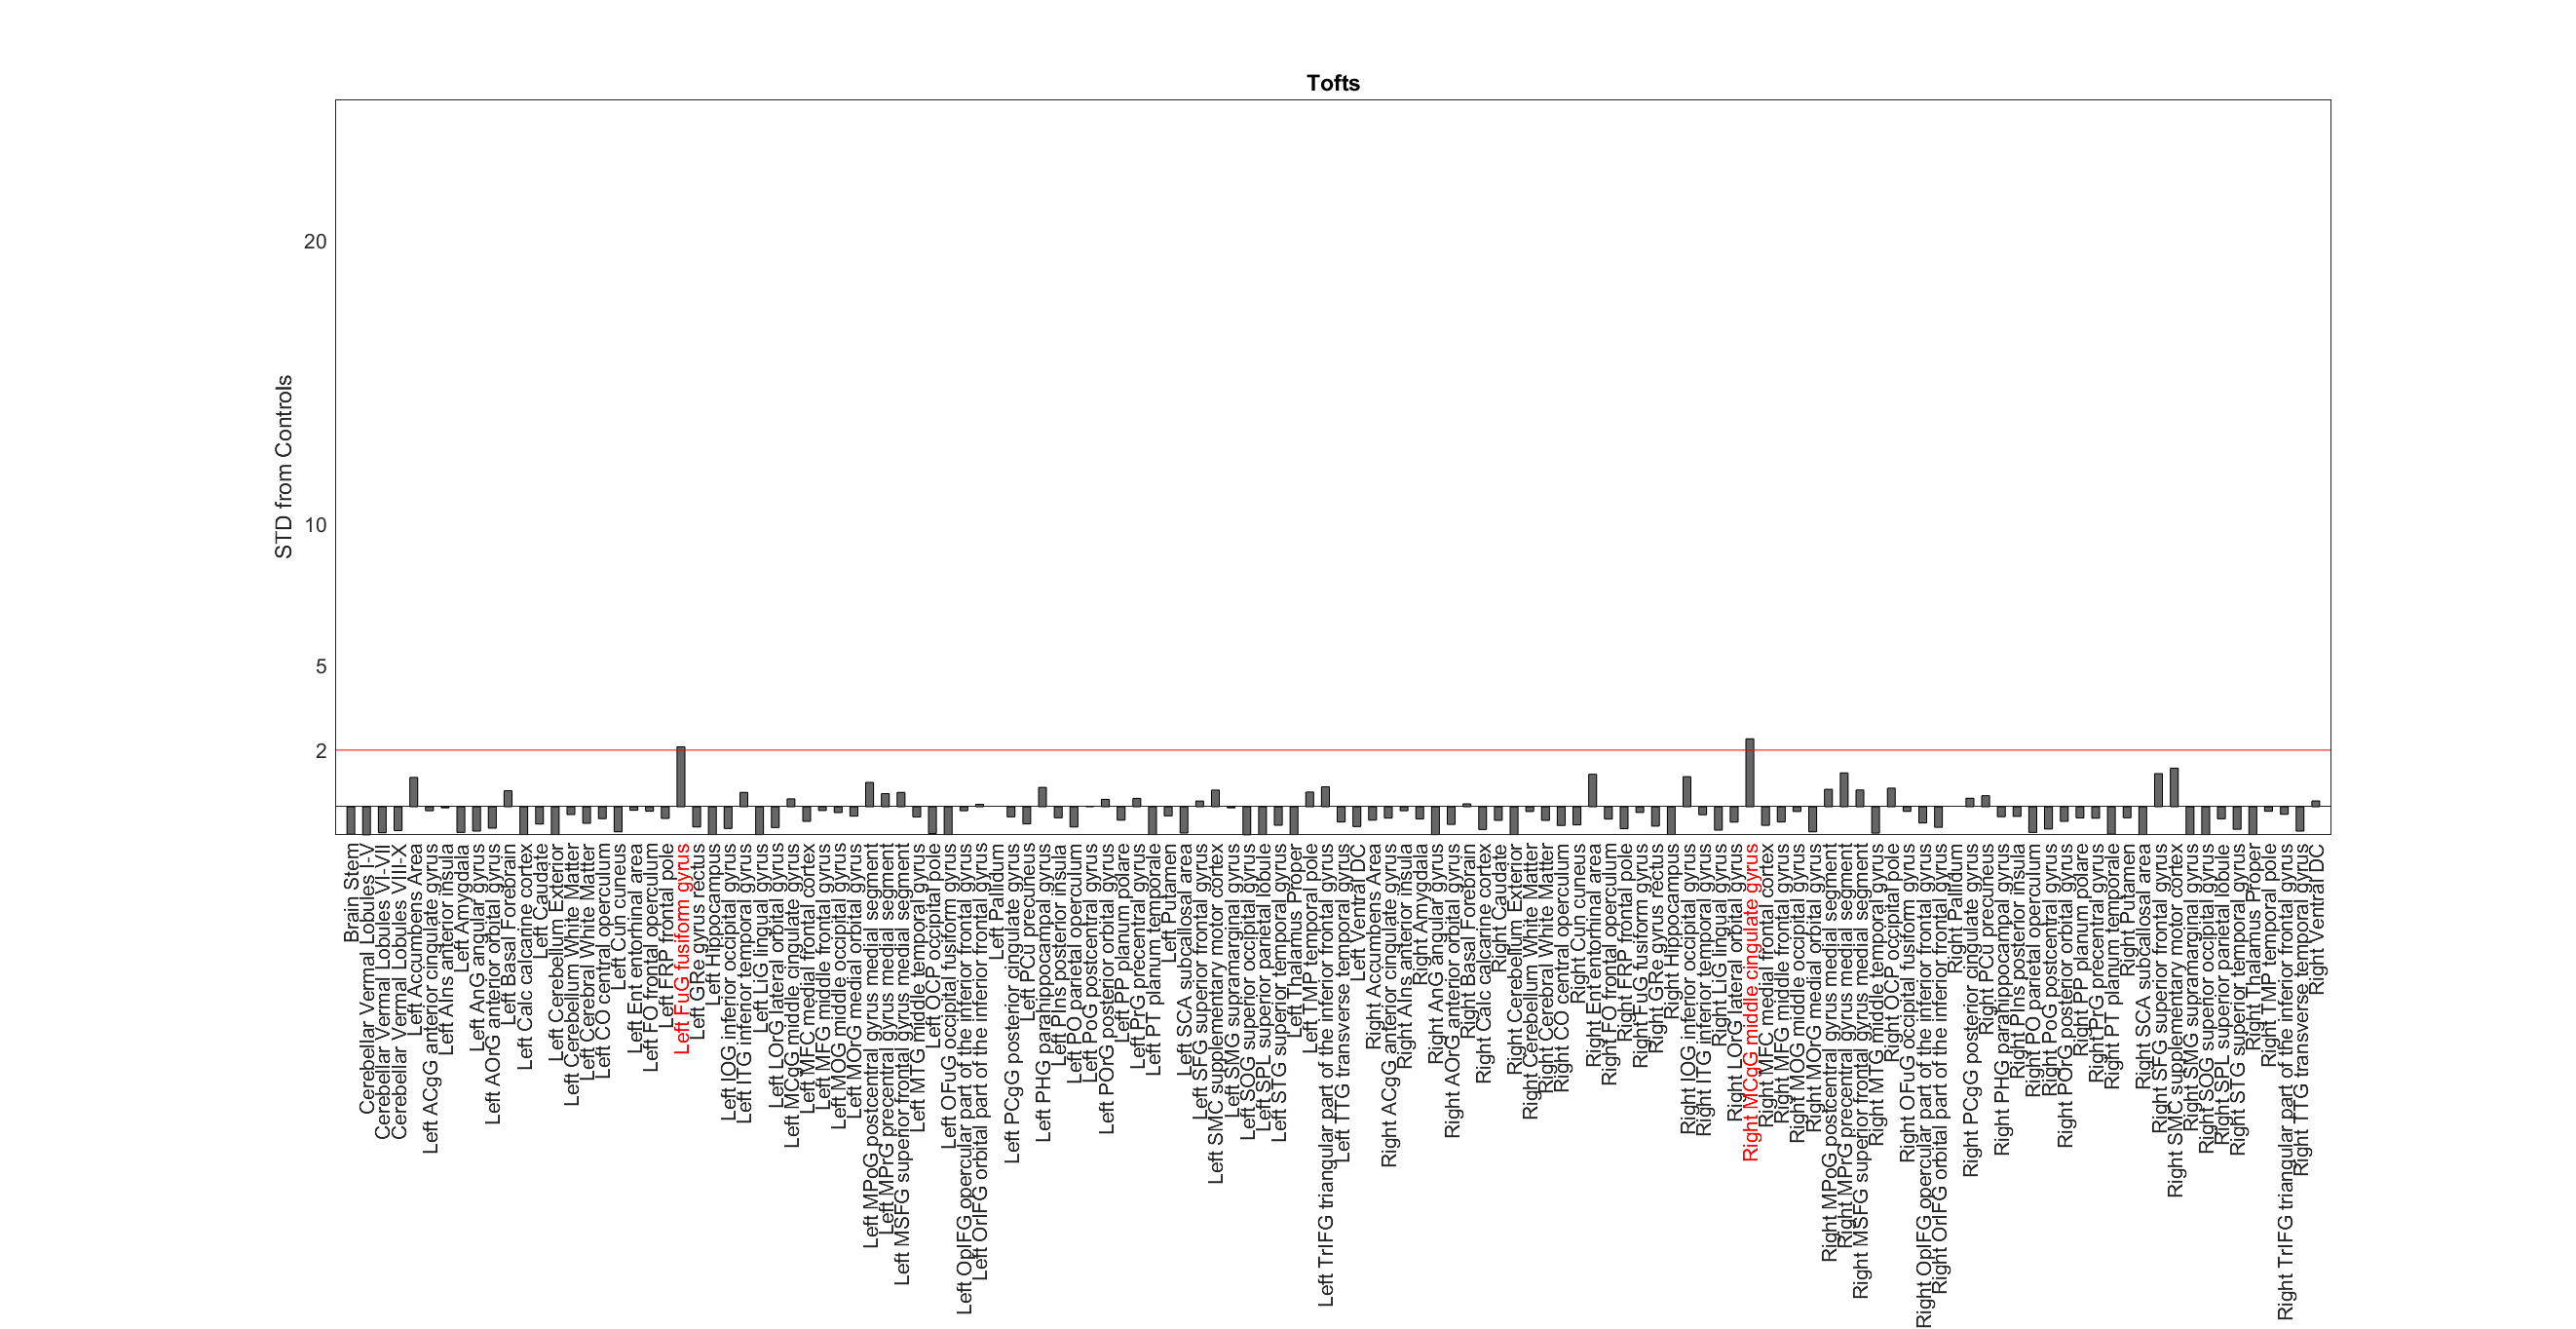 Tofts
STD from Controls
20
10
5
2
Brain Stem
Cerebellar Vermal Lobules I-V
Cerebellar Vermal Lobules VI-VII
Cerebellar Vermal Lobules VIII-X
Left Accumbens Area
Left ACgG anterior cingulate gyrus
Left AIns anterior insula
Left Amygdala
Left AnG angular gyrus
Left AOrG anterior orbital gyrus
Left Basal Forebrain
Left Calc calcarine cortex
Left Caudate
Left Cerebellum Exterior
Left Cerebellum White Matter
Left Cerebral White Matter
Left CO central operculum
Left Cun cuneus
Left Ent entorhinal area
Left FO frontal operculum
Left FRP frontal pole
Left FuG fusiform gyrus
Left GRe gyrus rectus
Left Hippocampus
Left IOG inferior occipital gyrus
Left ITG inferior temporal gyrus
Left LiG lingual gyrus
Left LOrG lateral orbital gyrus
Left MCgG middle cingulate gyrus
Left MFC medial frontal cortex
Left MFG middle frontal gyrus
Left MOG middle occipital gyrus
Left MOrG medial orbital gyrus
Left MPoG postcentral gyrus medial segment
Left MPrG precentral gyrus medial segment
Left MSFG superior frontal gyrus medial segment
Left MTG middle temporal gyrus
Left OCP occipital pole
Left OFuG occipital fusiform gyrus
Left OpIFG opercular part of the inferior frontal gyrus
Left OrIFG orbital part of the inferior frontal gyrus
Left Pallidum
Left PCgG posterior cingulate gyrus
Left PCu precuneus
Left PHG parahippocampal gyrus
Left PIns posterior insula
Left PO parietal operculum
Left PoG postcentral gyrus
Left POrG posterior orbital gyrus
Left PP planum polare
Left PrG precentral gyrus
Left PT planum temporale
Left Putamen
Left SCA subcallosal area
Left SFG superior frontal gyrus
Left SMC supplementary motor cortex
Left SMG supramarginal gyrus
Left SOG superior occipital gyrus
Left SPL superior parietal lobule
Left STG superior temporal gyrus
Left Thalamus Proper
Left TMP temporal pole
Left TrIFG triangular part of the inferior frontal gyrus
Left TTG transverse temporal gyrus
Left Ventral DC
Right Accumbens Area
Right ACgG anterior cingulate gyrus
Right AIns anterior insula
Right Amygdala
Right AnG angular gyrus
Right AOrG anterior orbital gyrus
Right Basal Forebrain
Right Calc calcarine cortex
Right Caudate
Right Cerebellum Exterior
Right Cerebellum White Matter
Right Cerebral White Matter
Right CO central operculum
Right Cun cuneus
Right Ent entorhinal area
Right FO frontal operculum
Right FRP frontal pole
Right FuG fusiform gyrus
Right GRe gyrus rectus
Right Hippocampus
Right IOG inferior occipital gyrus
Right ITG inferior temporal gyrus
Right LiG lingual gyrus
Right LOrG lateral orbital gyrus
Right MCgG middle cingulate gyrus
Right MFC medial frontal cortex
Right MFG middle frontal gyrus
Right MOG middle occipital gyrus
Right MOrG medial orbital gyrus
Right MPoG postcentral gyrus medial segment
Right MPrG precentral gyrus medial segment
Right MSFG superior frontal gyrus medial segment
Right MTG middle temporal gyrus
Right OCP occipital pole
Right OFuG occipital fusiform gyrus
Right OpIFG opercular part of the inferior frontal gyrus
Right OrIFG orbital part of the inferior frontal gyrus
Right Pallidum
Right PCgG posterior cingulate gyrus
Right PCu precuneus
Right PHG parahippocampal gyrus
Right PIns posterior insula
Right PO parietal operculum
Right PoG postcentral gyrus
Right POrG posterior orbital gyrus
Right PP planum polare
Right PrG precentral gyrus
Right PT planum temporale
Right Putamen
Right SCA subcallosal area
Right SFG superior frontal gyrus
Right SMC supplementary motor cortex
Right SMG supramarginal gyrus
Right SOG superior occipital gyrus
Right SPL superior parietal lobule
Right STG superior temporal gyrus
Right Thalamus Proper
Right TMP temporal pole
Right TrIFG triangular part of the inferior frontal gyrus
Right TTG transverse temporal gyrus
Right Ventral DC